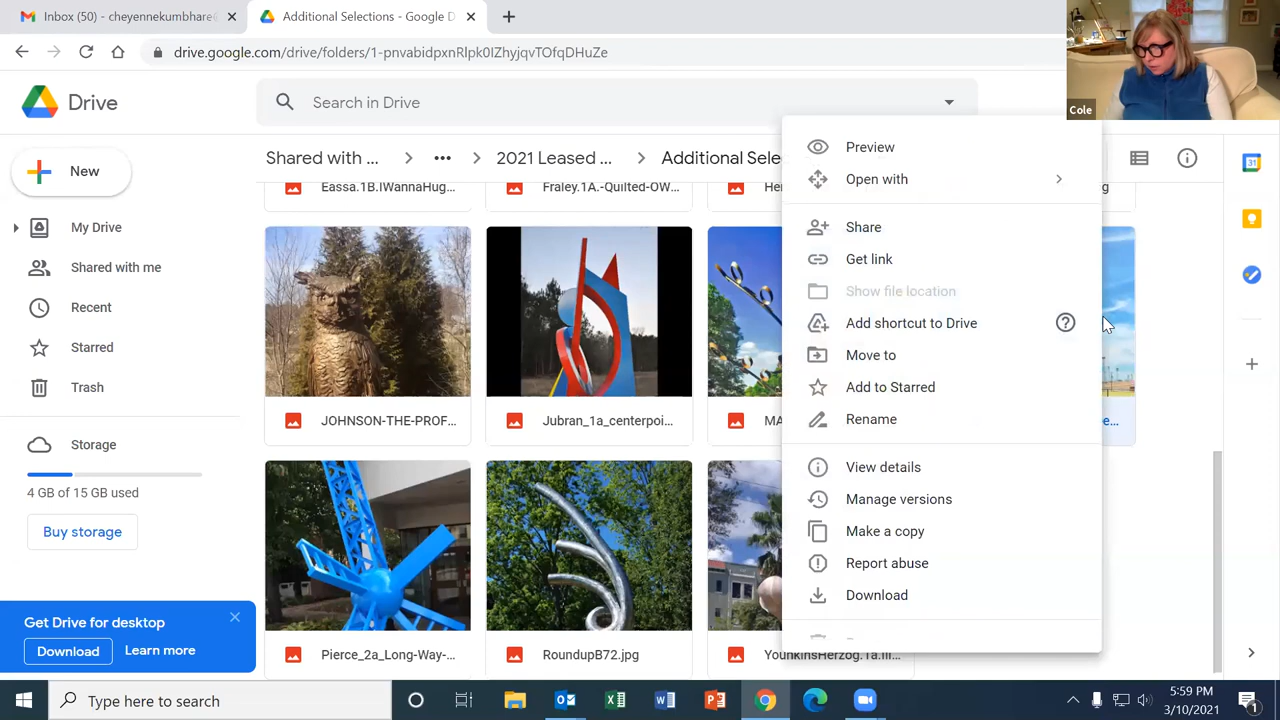 Inbox (50) - cheyennekumbhare@
Additional Selections - Google D
drive.google.com/drive/folders/1-pnvabidpxnRlpk0IZhyjqvTOfqDHuZe
Cole
Drive
Search in Drive
New
Shared with ...
2021 Leased ...
Additional Sele
My Drive
Shared with me
Recent
Starred
Trash
Storage
4 GB of 15 GB used
Buy storage
Get Drive for desktop
Download
Learn more
Eassa.1B.IWannaHug...
Fraley.1A.-Quilted-OW...
JOHNSON-THE-PROF...
Jubran_1a_centerpoi...
MA
Pierce_2a_Long-Way-...
RoundupB72.jpg
YounkinsHerzog.1a.m...
Preview
Open with
Share
Get link
Show file location
Add shortcut to Drive
Move to
Add to Starred
Rename
View details
Manage versions
Make a copy
Report abuse
Download
Type here to search
5:59 PM
3/10/2021
1